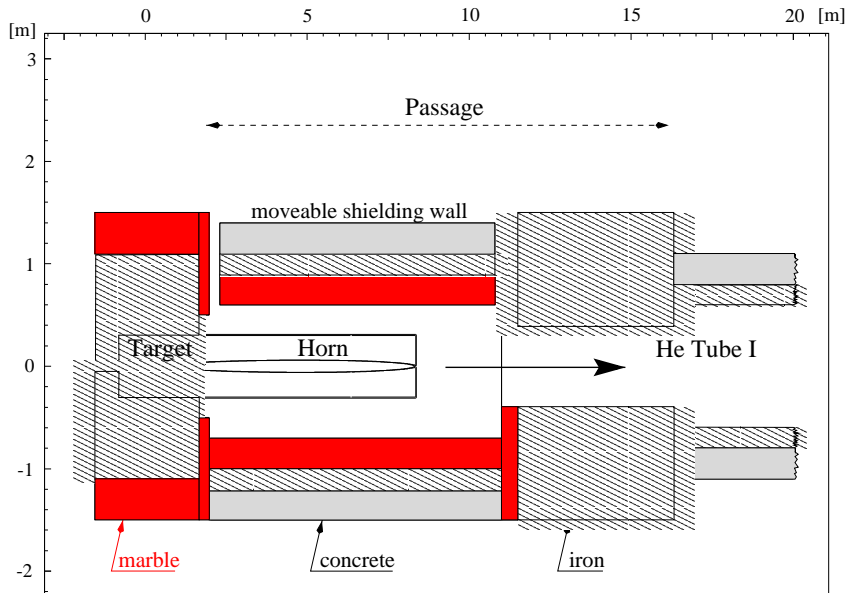 0 5 10 15 20 [m]
[m]
3
Passage
2
moveable shielding wall
1
Target Horn He Tube I
0
-1
marble concrete iron
-2